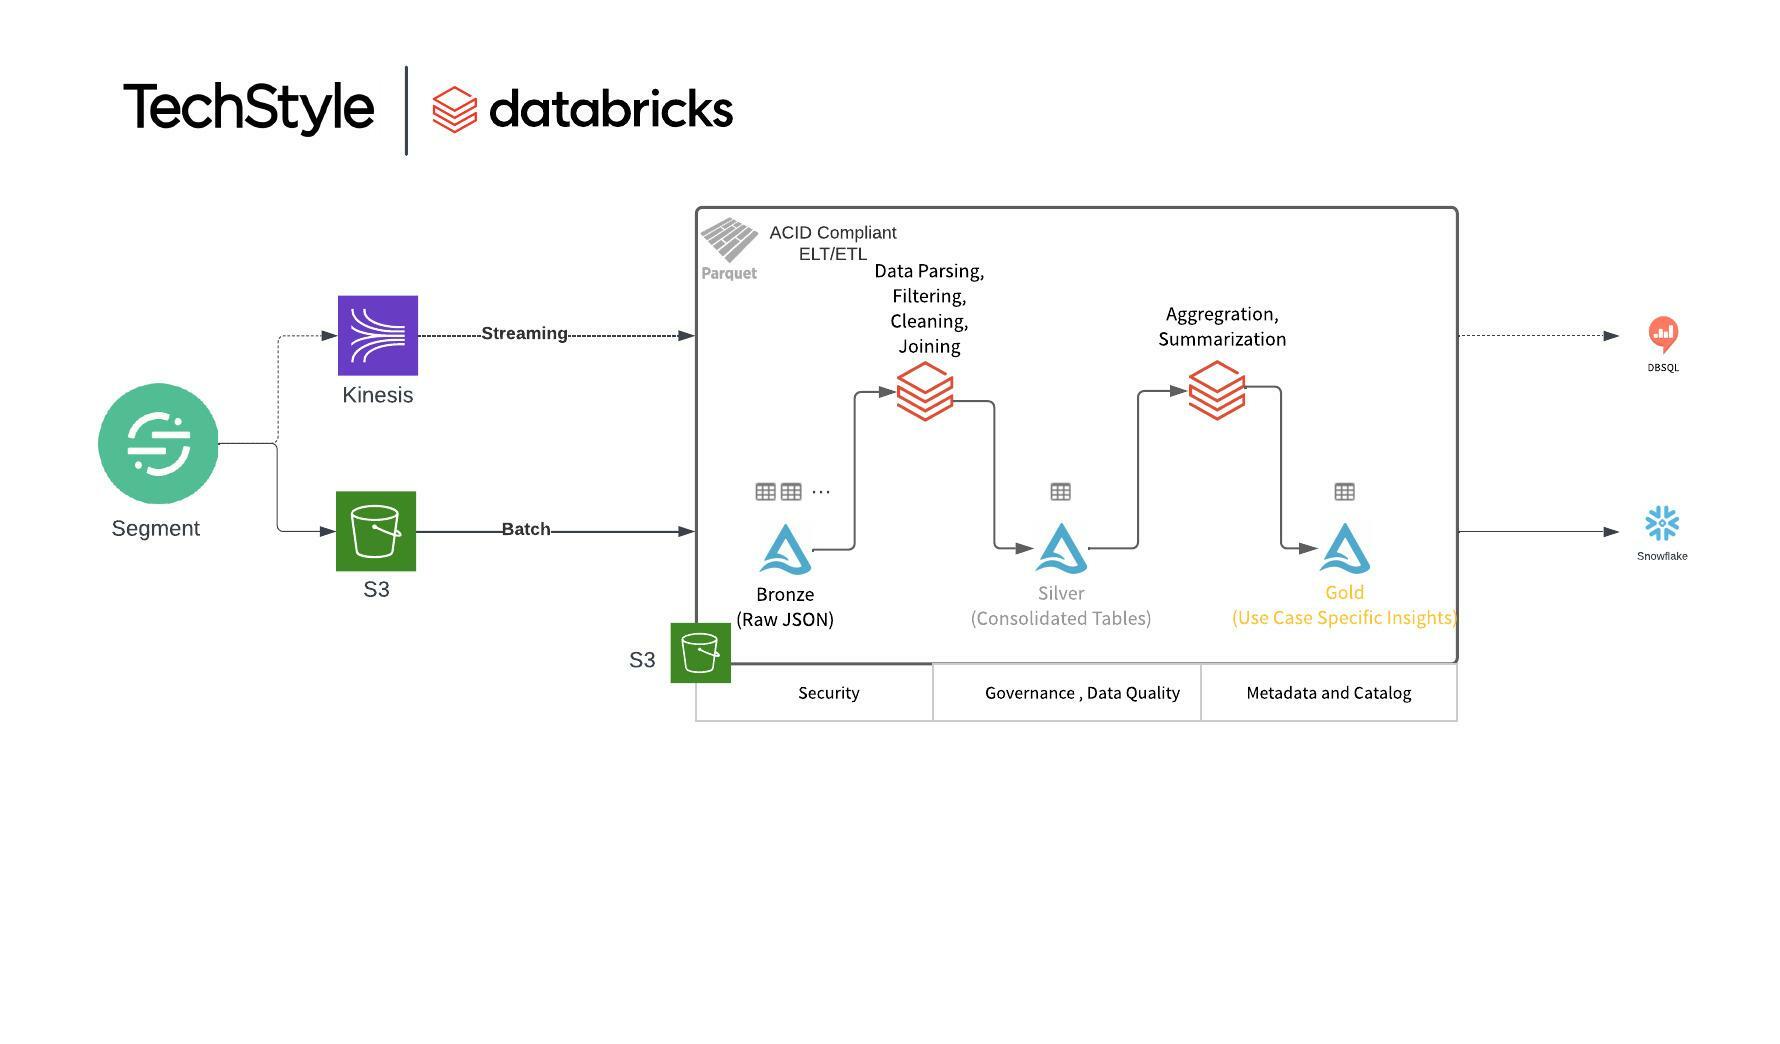 TechStyle
databricks
ACID Compliant
ELT/ETL
Parquet
Data Parsing,
Filtering,
Cleaning,
Joining
Aggregration,
Summarization
Streaming
Kinesis
DBSQL
Segment
Batch
S3
Snowflake
...
Bronze
(Raw JSON)
Silver
(Consolidated Tables)
Gold
(Use Case Specific Insights)
S3
Security
Governance , Data Quality
Metadata and Catalog